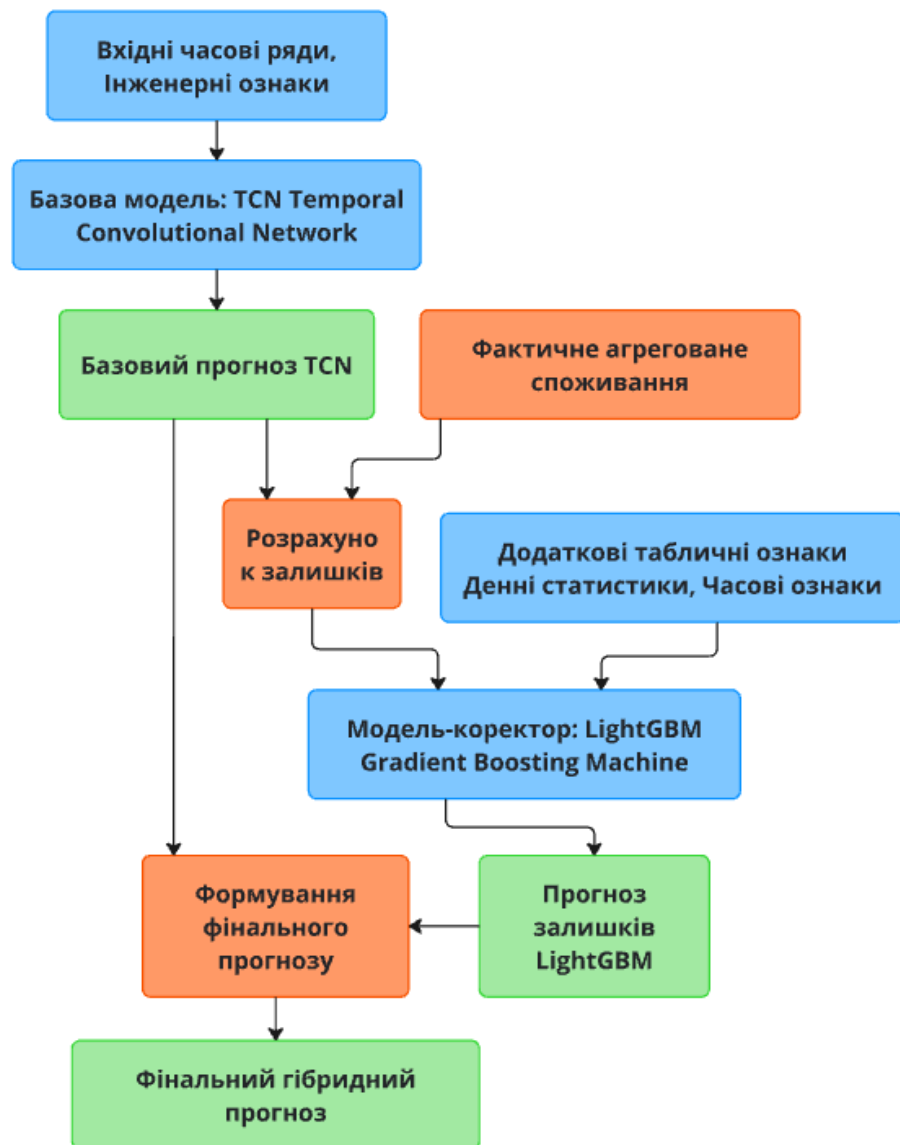 Вхідні часові ряди,
Інженерні ознаки
Базова модель: TCN Temporal
Convolutional Network
Базовий прогноз TCN
Фактичне агреговане
споживання
Розрахуно
к залишків
Додаткові табличні ознаки
Денні статистики, Часові ознаки
Модель-коректор: LightGBM
Gradient Boosting Machine
Формування
фінального
прогнозу
Прогноз
залишків
LightGBM
Фінальний гібридний
прогноз